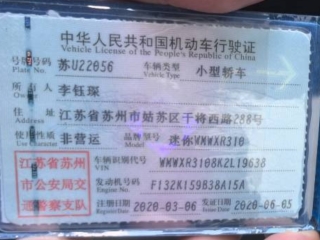 中华人民共和国机动车行驶证
Vehicle License of the People's Republic of China
号牌号码 苏U22056 车辆类型 小型轿车
Plate No. Vehicle Type
所有人 李钰琛
Owner
住址 江苏省苏州市姑苏区干将西路288号
Address
使用性质 非营运 品牌型号 迷你WMWXR310
Use Character Model
江苏省苏州 车辆识别代号 WMWXR3108K2L19638
VIN
市公安局交 发动机号码 F132K159B38A15A
Engine No.
通警察支队 注册日期 2020-03-06 发证日期 2020-06-05
Register Date Issue Date